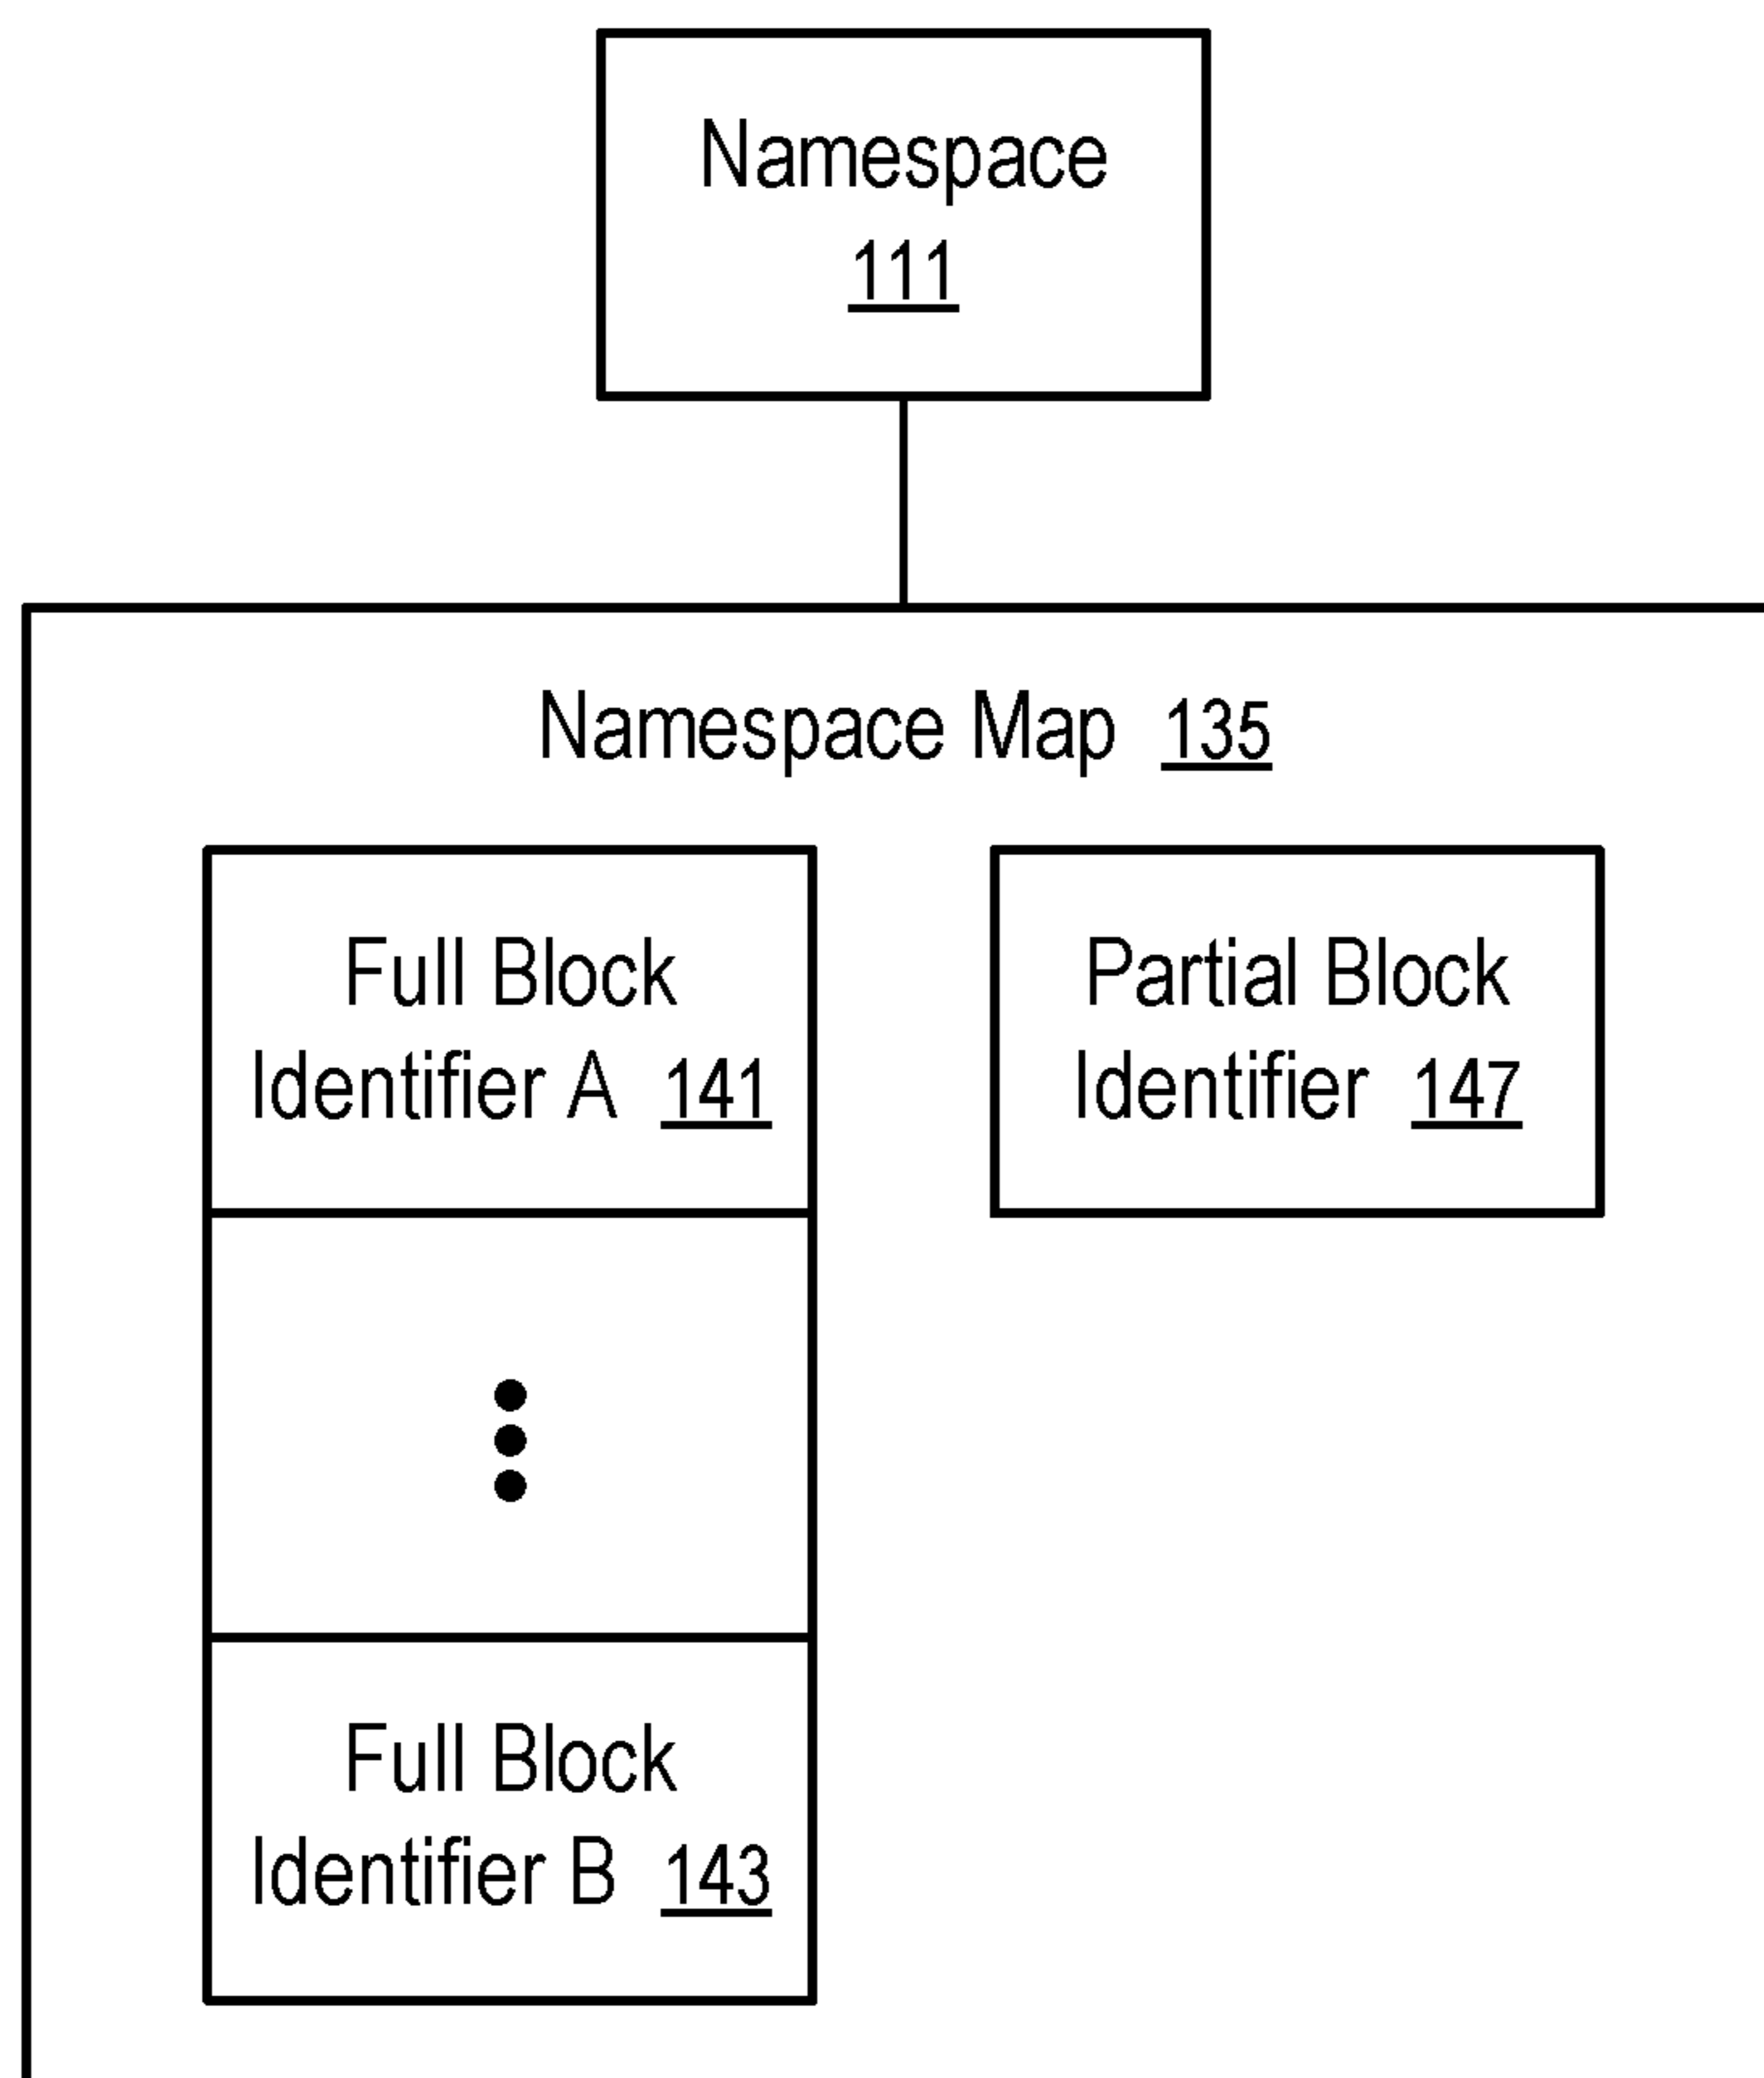 Namespace
111
Namespace Map 135
Full Block
Identifier A 141
Partial Block
Identifier 147
Full Block
Identifier B 143